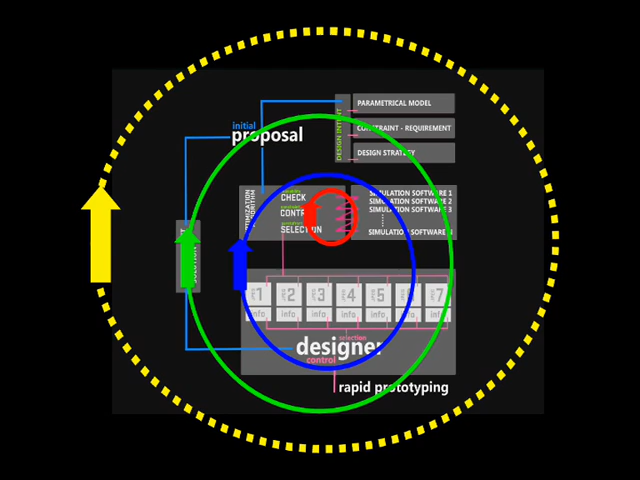 PARAMETRICAL MODEL
CONSTRAINT - REQUIREMENT
DESIGN STRATEGY
DESIGN INTENT
initial
proposal
CHECK
SELECTION
SIMULATION SOFTWARE 1
SIMULATION SOFTWARE 2
SIMULATION SOFTWARE 3
SIMULATION SOFTWARE N
1 2 3 4 5 6 7
info info info info info info info
selection
designer
control
rapid prototyping